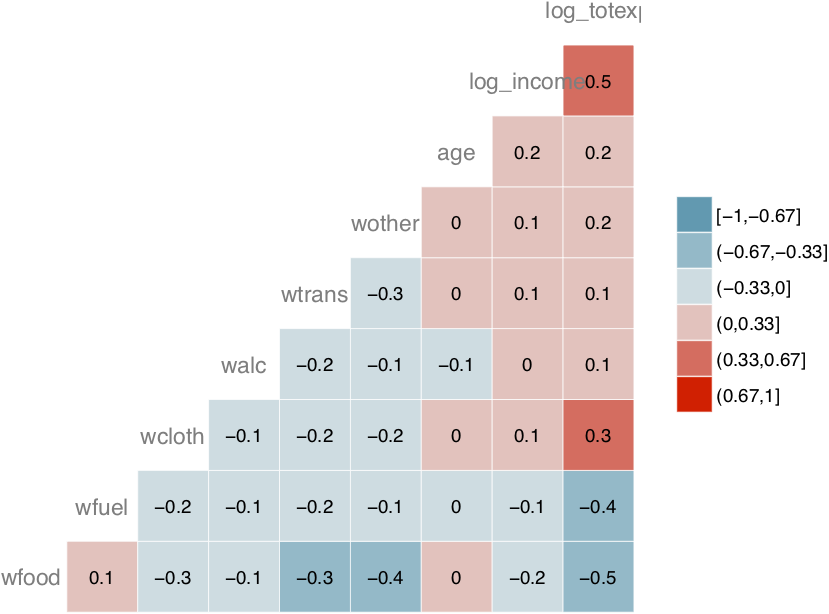 log_totexp
log_income 0.5
age 0.2 0.2
wother 0 0.1 0.2
[−1,−0.67]
(−0.67,−0.33]
(−0.33,0]
(0,0.33]
(0.33,0.67]
(0.67,1]
wtrans −0.3 0 0.1 0.1
walc −0.2 −0.1 −0.1 0 0.1
wcloth −0.1 −0.2 −0.2 0 0.1 0.3
wfuel −0.2 −0.1 −0.2 −0.1 0 −0.1 −0.4
wfood 0.1 −0.3 −0.1 −0.3 −0.4 0 −0.2 −0.5